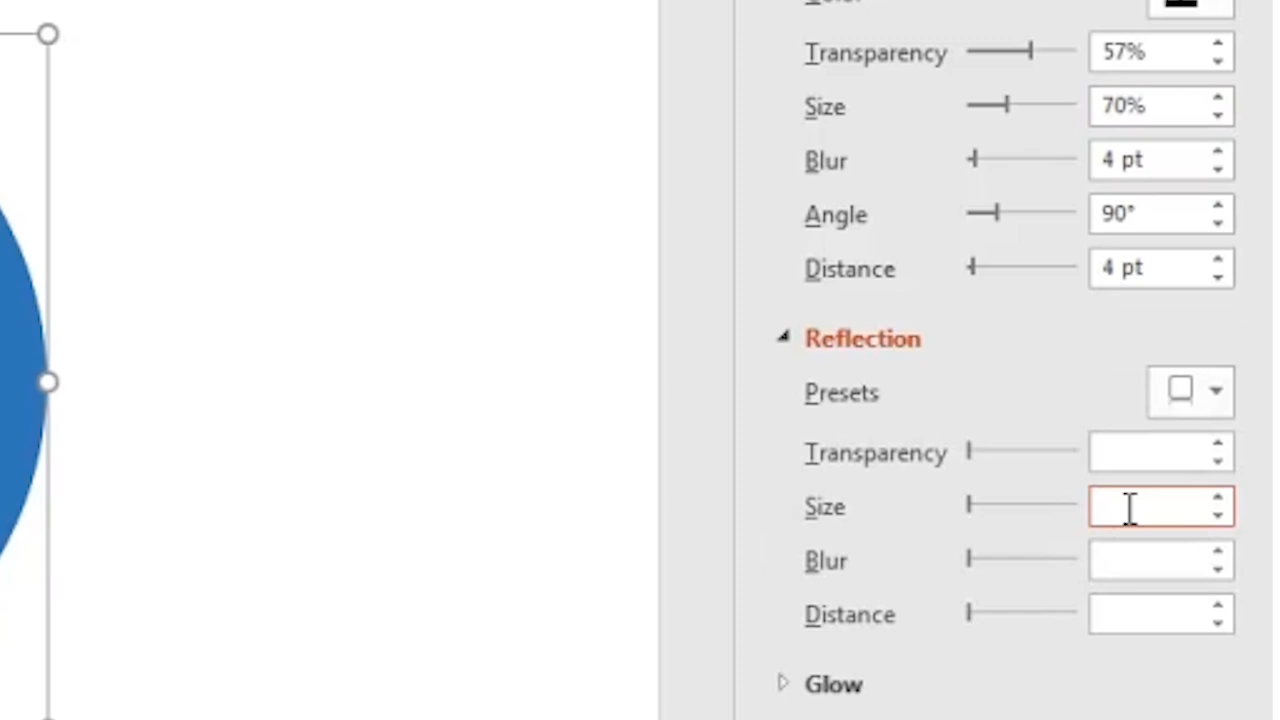 Transparency 57%
Size 70%
Blur 4 pt
Angle 90°
Distance 4 pt
Reflection
Presets
Transparency
Size
Blur
Distance
Glow